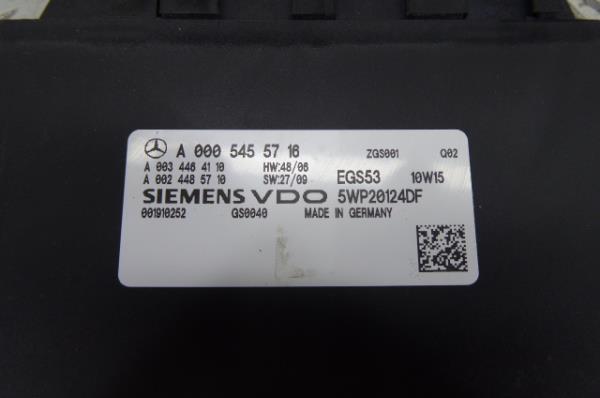 A 000 545 57 16 ZGS001 Q02
A 003 446 41 10 HW:48/06
A 002 448 57 10 SW:27/09 EGS53 10W15
SIEMENS VDO 5WP20124DF
001910252 GS0040 MADE IN GERMANY